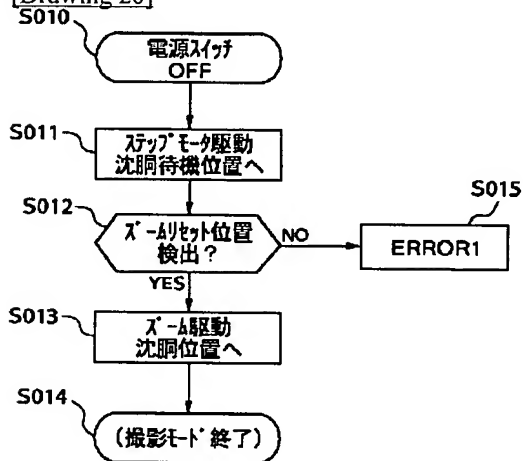 [Drawing 20]
S010
電源スイッチ
OFF
S011
ステップモータ駆動
沈胴待機位置へ
S012
ズームリセット位置
検出?
NO
S015
ERROR1
YES
S013
ズーム駆動
沈胴位置へ
S014
(撮影モード終了)